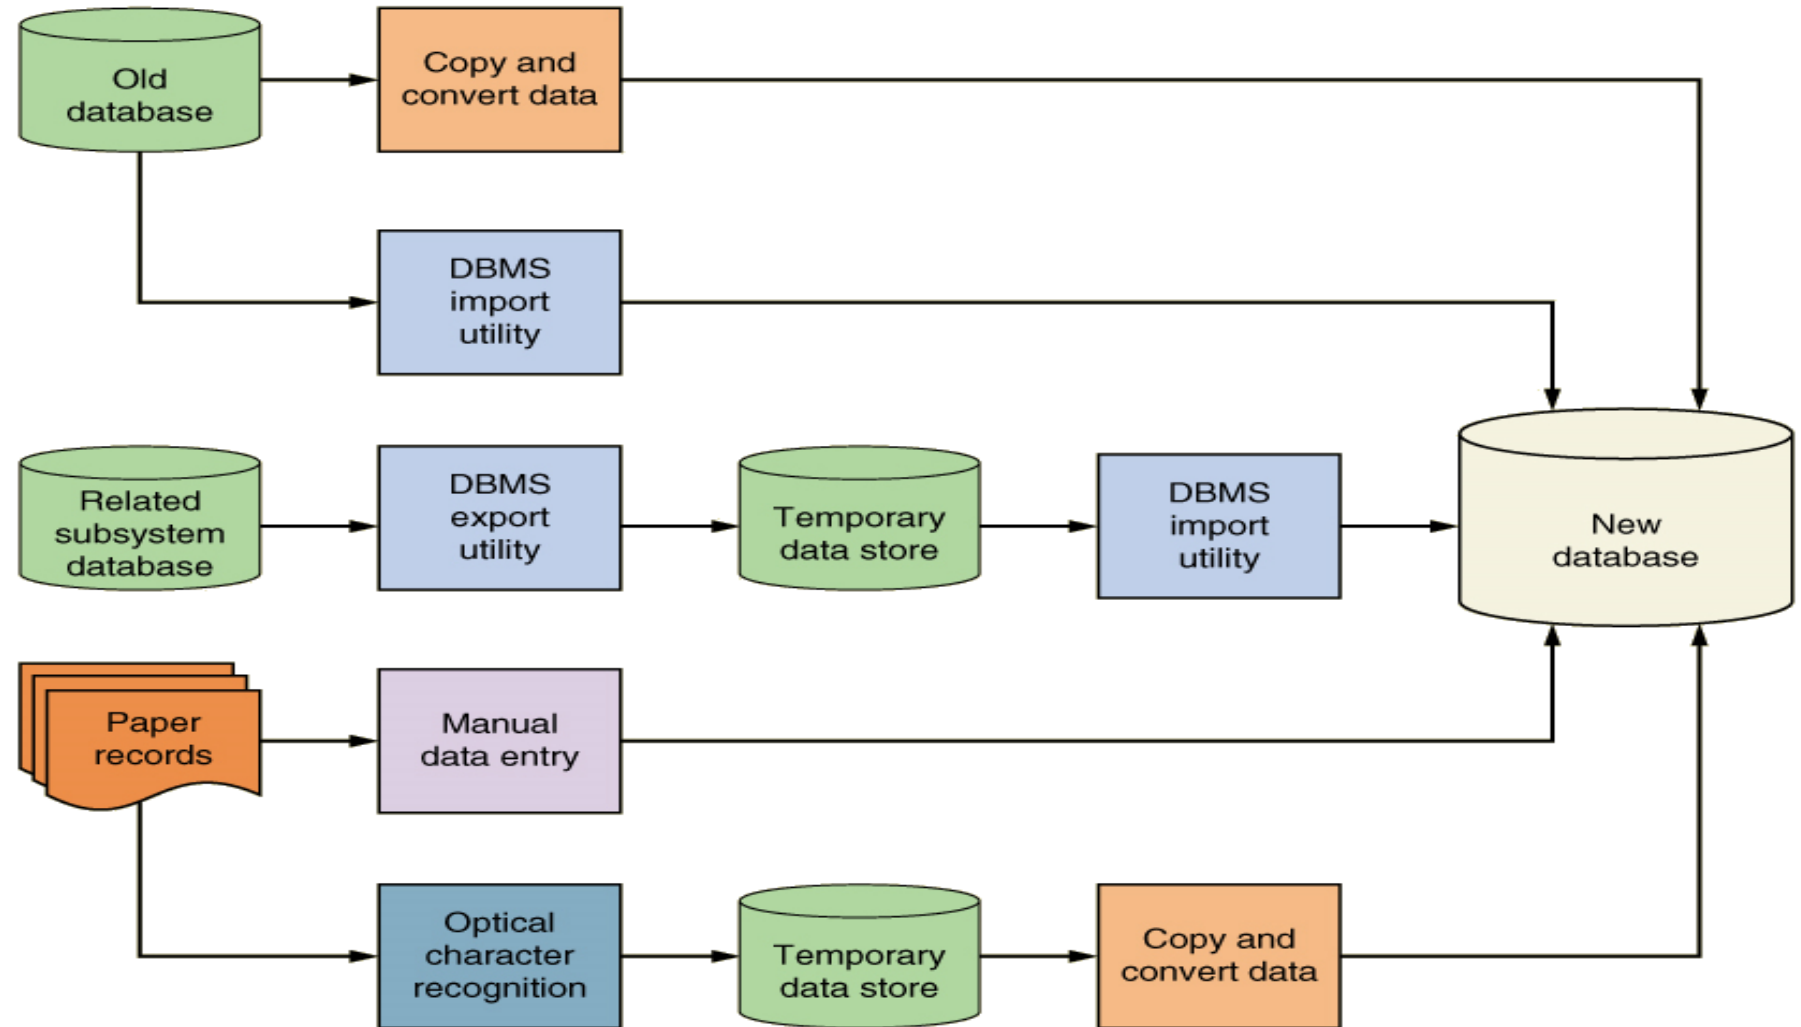 Old
database
Copy and
convert data
DBMS
import
utility
Related
subsystem
database
DBMS
export
utility
Temporary
data store
DBMS
import
utility
New
database
Paper
records
Manual
data entry
Optical
character
recognition
Temporary
data store
Copy and
convert data